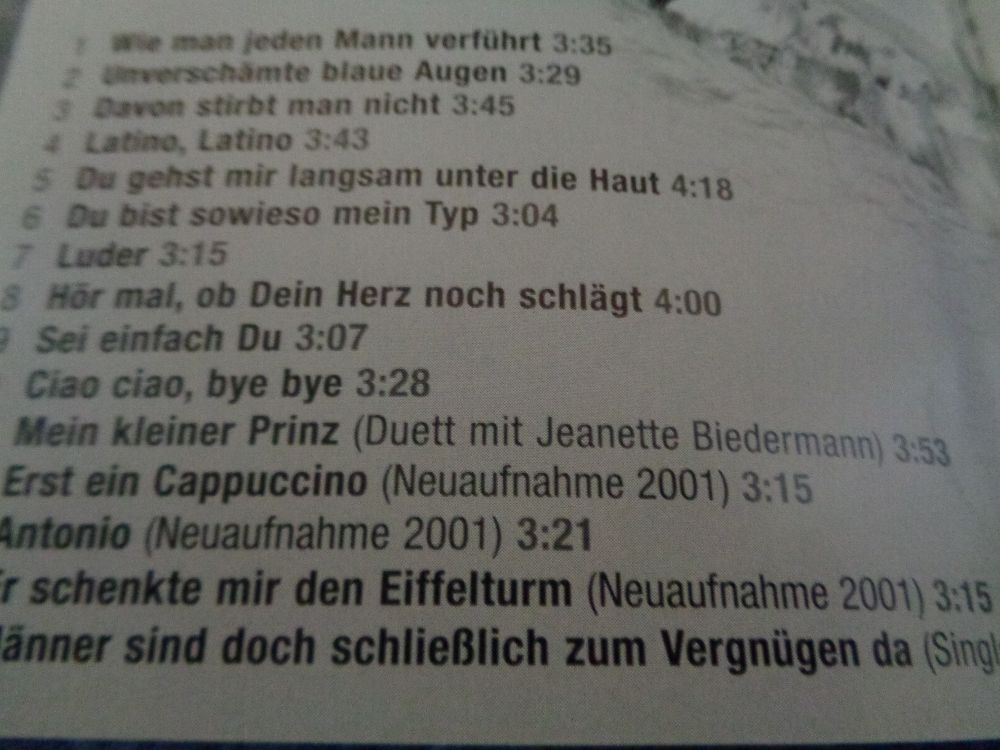 1 Wie man jeden Mann verführt 3:35
2 Unverschämte blaue Augen 3:29
3 Davon stirbt man nicht 3:45
4 Latino, Latino 3:43
5 Du gehst mir langsam unter die Haut 4:18
6 Du bist sowieso mein Typ 3:04
7 Luder 3:15
8 Hör mal, ob Dein Herz noch schlägt 4:00
9 Sei einfach Du 3:07
Ciao ciao, bye bye 3:28
Mein kleiner Prinz (Duett mit Jeanette Biedermann) 3:53
Erst ein Cappuccino (Neuaufnahme 2001) 3:15
Antonio (Neuaufnahme 2001) 3:21
r schenkte mir den Eiffelturm (Neuaufnahme 2001) 3:15
änner sind doch schließlich zum Vergnügen da (Singl